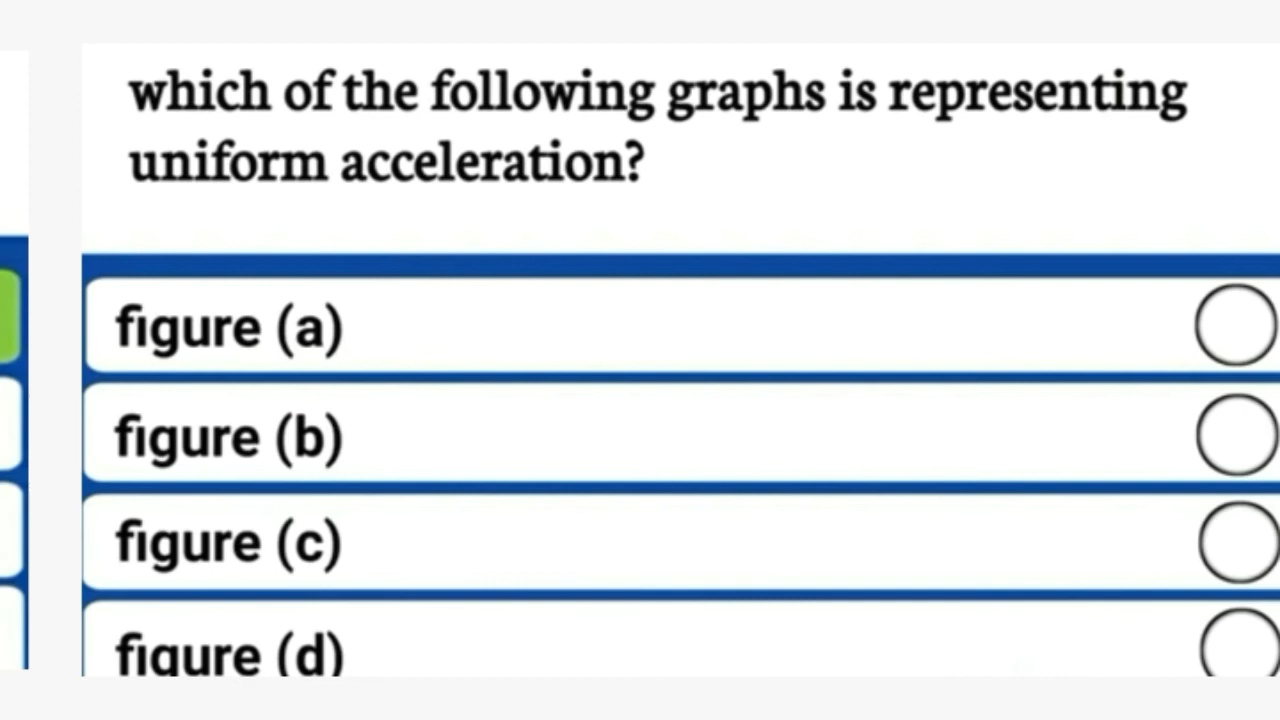 which of the following graphs is representing
uniform acceleration?
figure (a)
figure (b)
figure (c)
figure (d)